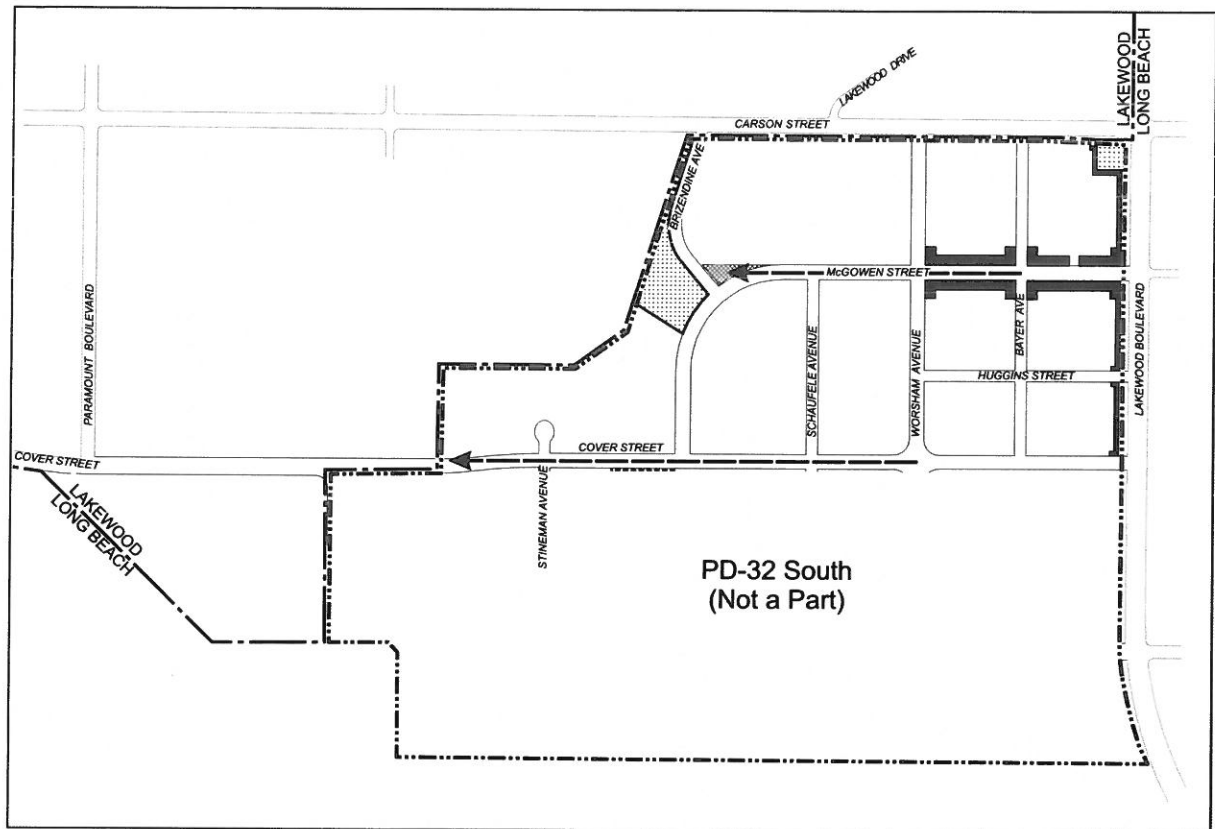 LAKEWOOD
LONG BEACH
LAKEWOOD DRIVE
CARSON STREET
BRIZENDINE AVE
McGOWEN STREET
PARAMOUNT BOULEVARD
SCHAUFELE AVENUE
WORSHAM AVENUE
BAYER AVE
LAKEWOOD BOULEVARD
HUGGINS STREET
COVER STREET
COVER STREET
STINEMAN AVENUE
LAKEWOOD
LONG BEACH
PD-32 South
(Not a Part)